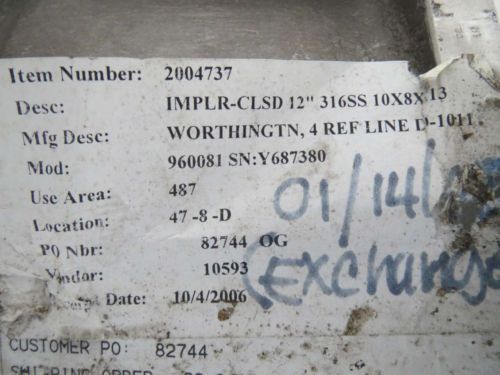 Item Number: 2004737
Desc: IMPLR-CLSD 12" 316SS 10X8X13
Mfg Desc: WORTHINGTN, 4 REF LINE D-1011
Mod: 960081 SN:Y687380
Use Area: 487
Location: 47 -8 -D
01/14/
PO Nbr: 82744 OG
Vendor: 10593
(Exchange
Date: 10/4/2006
CUSTOMER PO: 82744